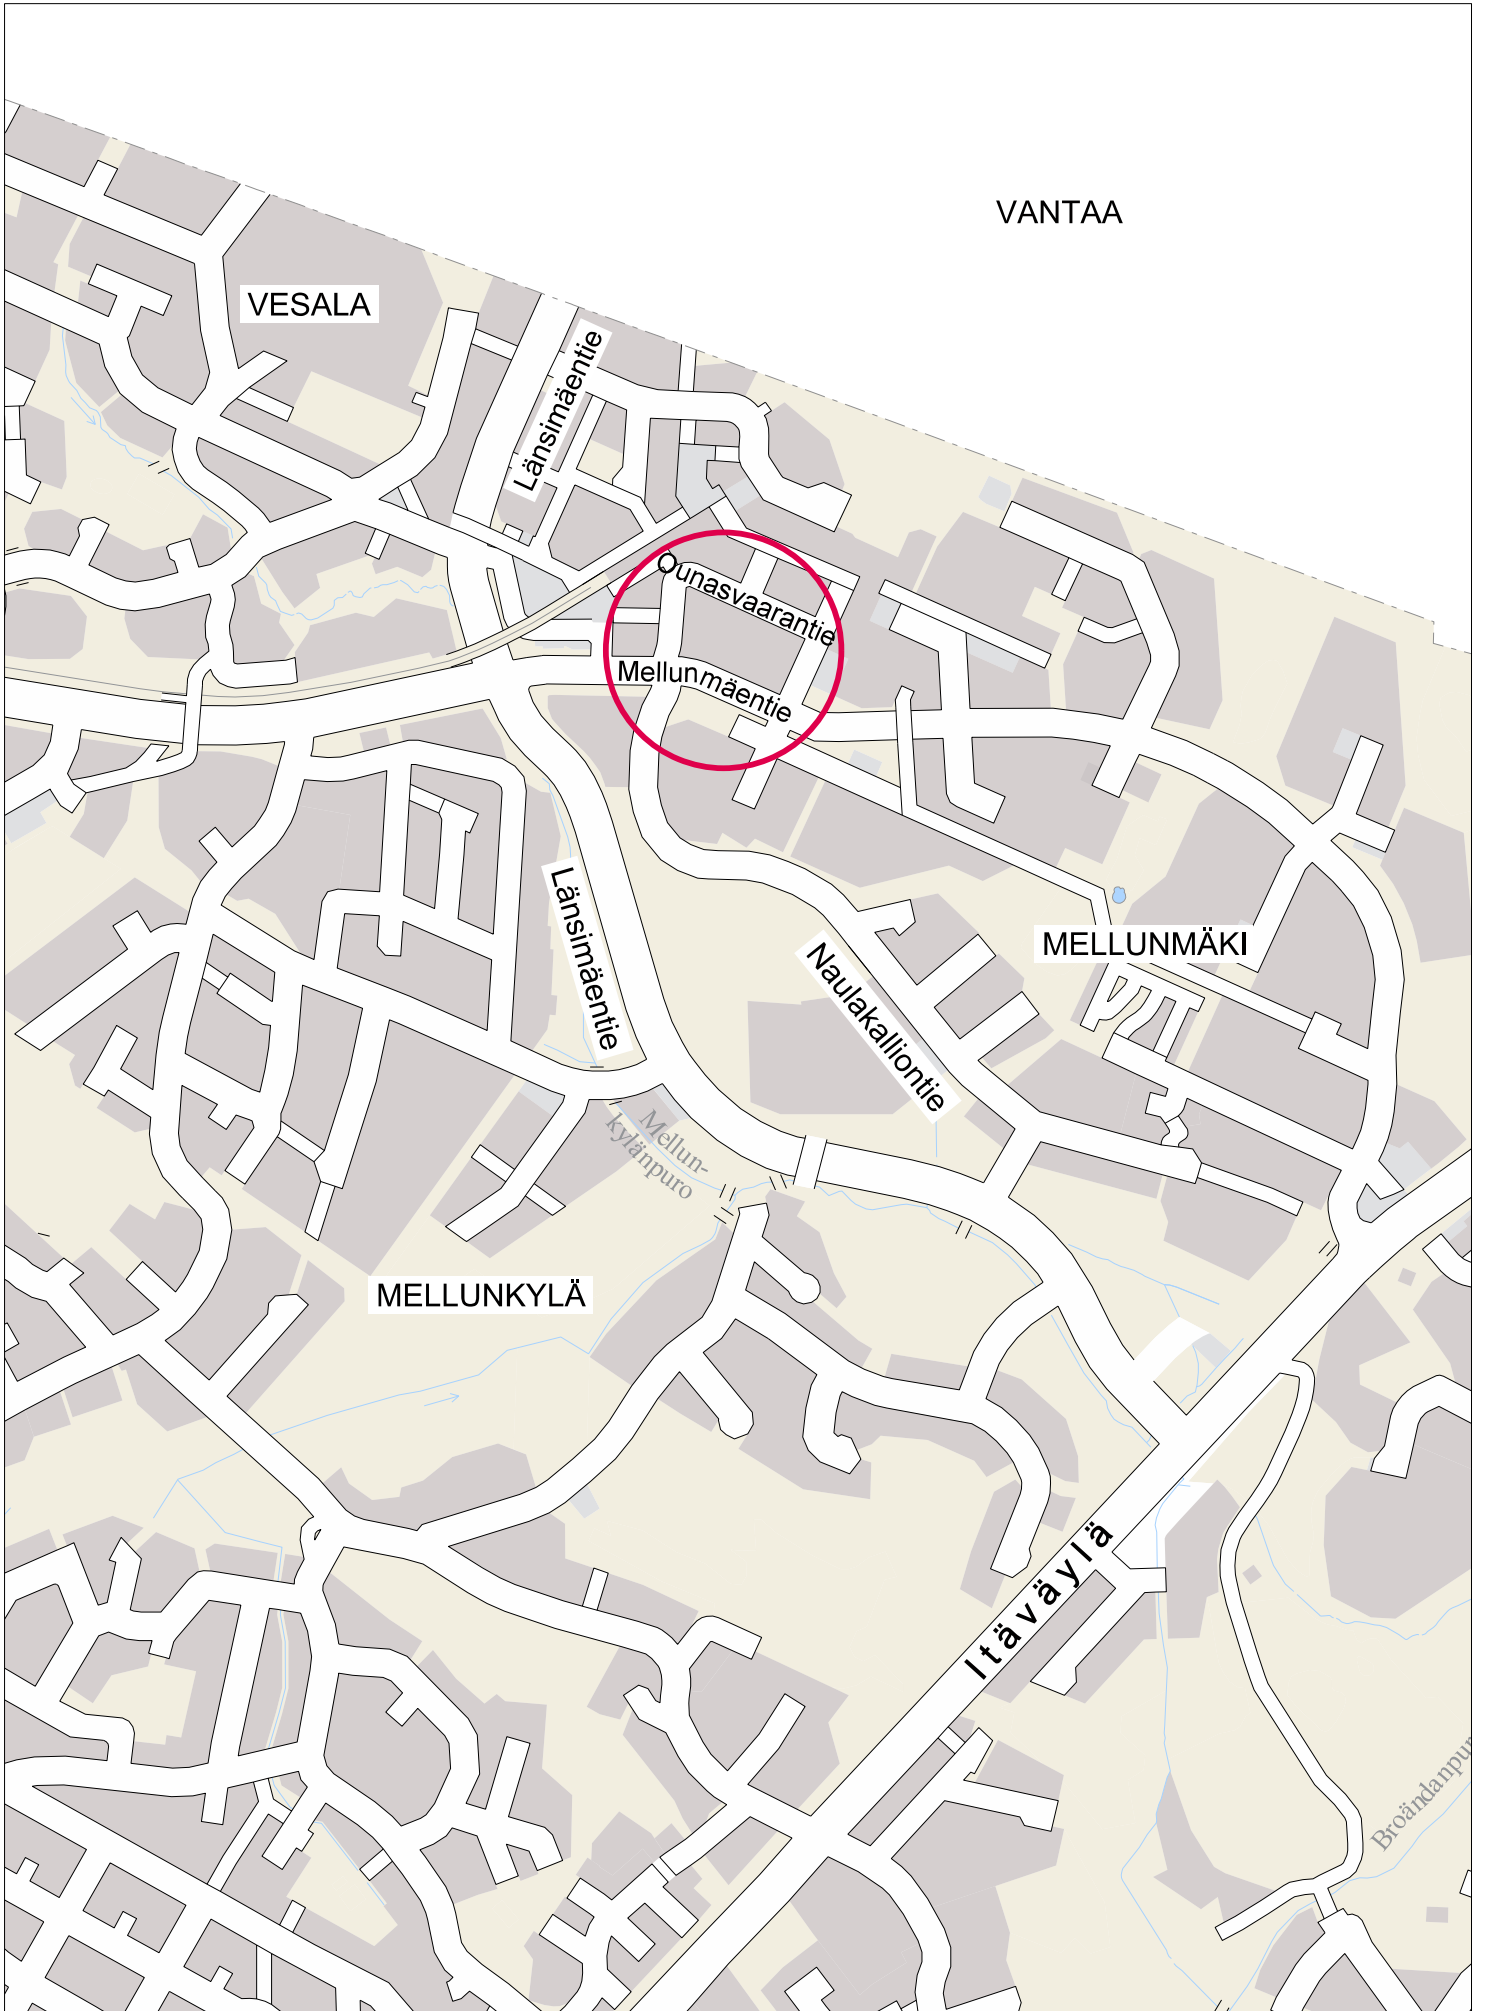 VANTAA
VESALA
Länsimäentie
Ounasvaarantie
Mellunmäentie
Länsimäentie
MELLUNMÄKI
Naulakalliontie
Mellun-
kylänpuro
MELLUNKYLÄ
Itäväylä
Broändanpur